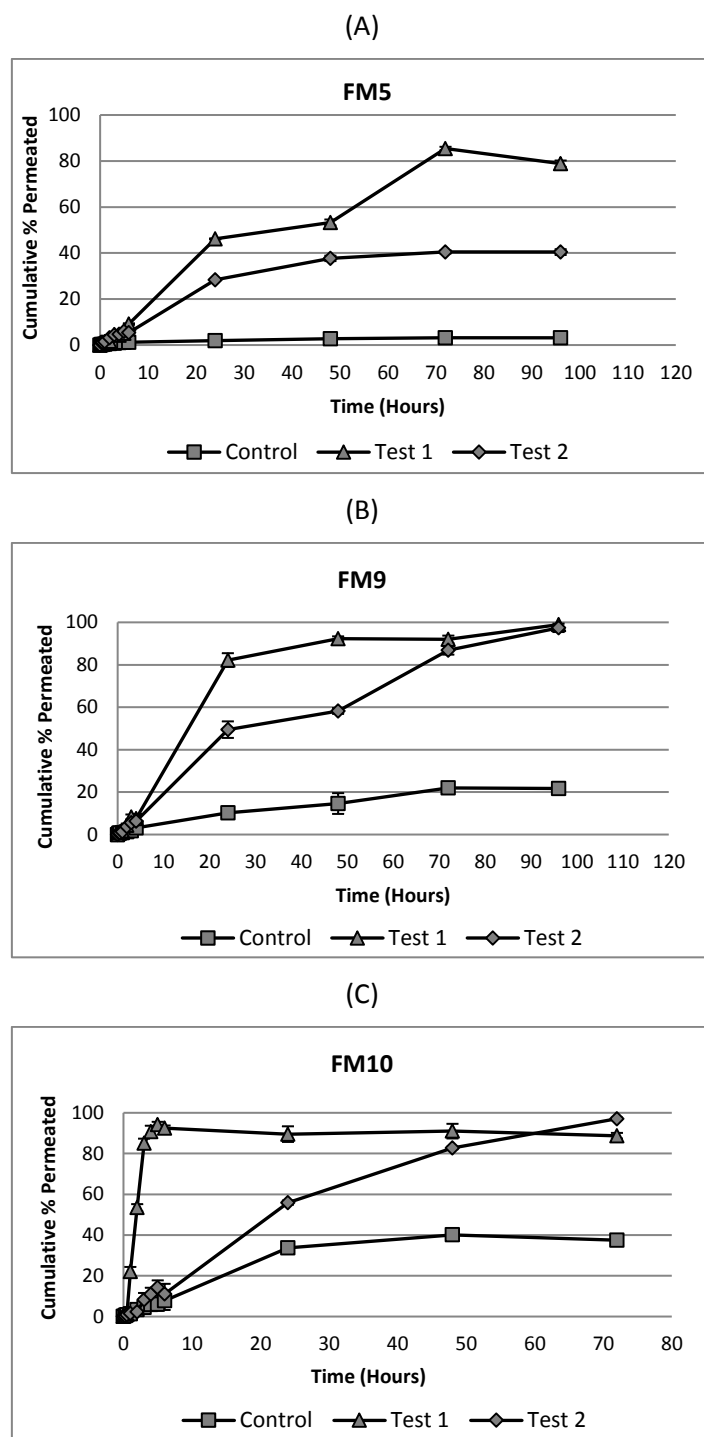 (A)
FM5
100
80
60
40
20
0
Cumulative % Permeated
0 10 20 30 40 50 60 70 80 90 100 110 120
Time (Hours)
Control Test 1 Test 2
(B)
FM9
100
80
60
40
20
0
Cumulative % Permeated
0 10 20 30 40 50 60 70 80 90 100 110 120
Time (Hours)
Control Test 1 Test 2
(C)
FM10
100
80
60
40
20
0
Cumulative % Permeated
0 10 20 30 40 50 60 70 80
Time (Hours)
Control Test 1 Test 2